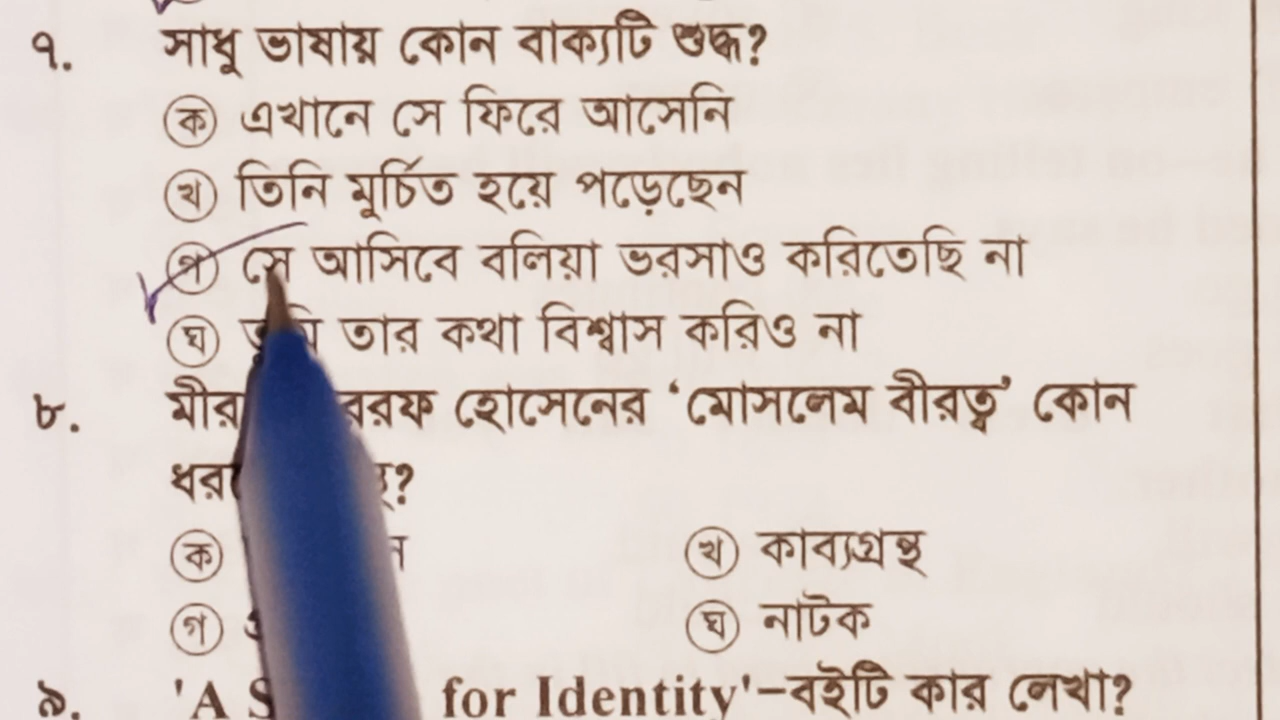 ৭. সাধু ভাষায় কোন বাক্যটি শুদ্ধ?
ক এখানে সে ফিরে আসেনি
খ তিনি মূর্চিত হয়ে পড়েছেন
গ সে আসিবে বলিয়া ভরসাও করিতেছি না
ঘ তার কথা বিশ্বাস করিও না
৮. মীর হোসেনের ‘মোসলেম বীরত্ব’ কোন
ক
খ কাব্যগ্রন্থ
গ
ঘ নাটক
৯. 'A for Identity'–বইটি কার লেখা?